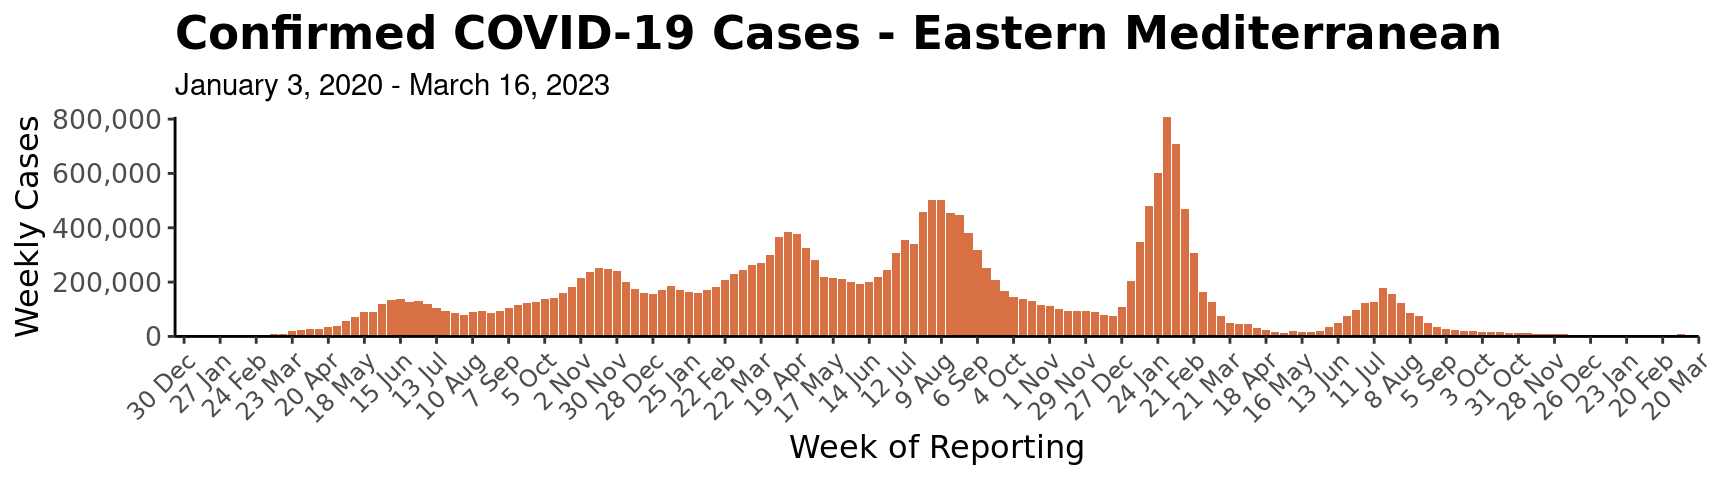 Confirmed COVID-19 Cases - Eastern Mediterranean
January 3, 2020 - March 16, 2023
Weekly Cases
800,000
600,000
400,000
200,000
0
30 Dec
27 Jan
24 Feb
23 Mar
20 Apr
18 May
15 Jun
13 Jul
10 Aug
7 Sep
5 Oct
2 Nov
30 Nov
28 Dec
25 Jan
22 Feb
22 Mar
19 Apr
17 May
14 Jun
12 Jul
9 Aug
6 Sep
4 Oct
1 Nov
29 Nov
27 Dec
24 Jan
21 Feb
21 Mar
18 Apr
16 May
13 Jun
11 Jul
8 Aug
5 Sep
3 Oct
31 Oct
28 Nov
26 Dec
23 Jan
20 Feb
20 Mar
Week of Reporting